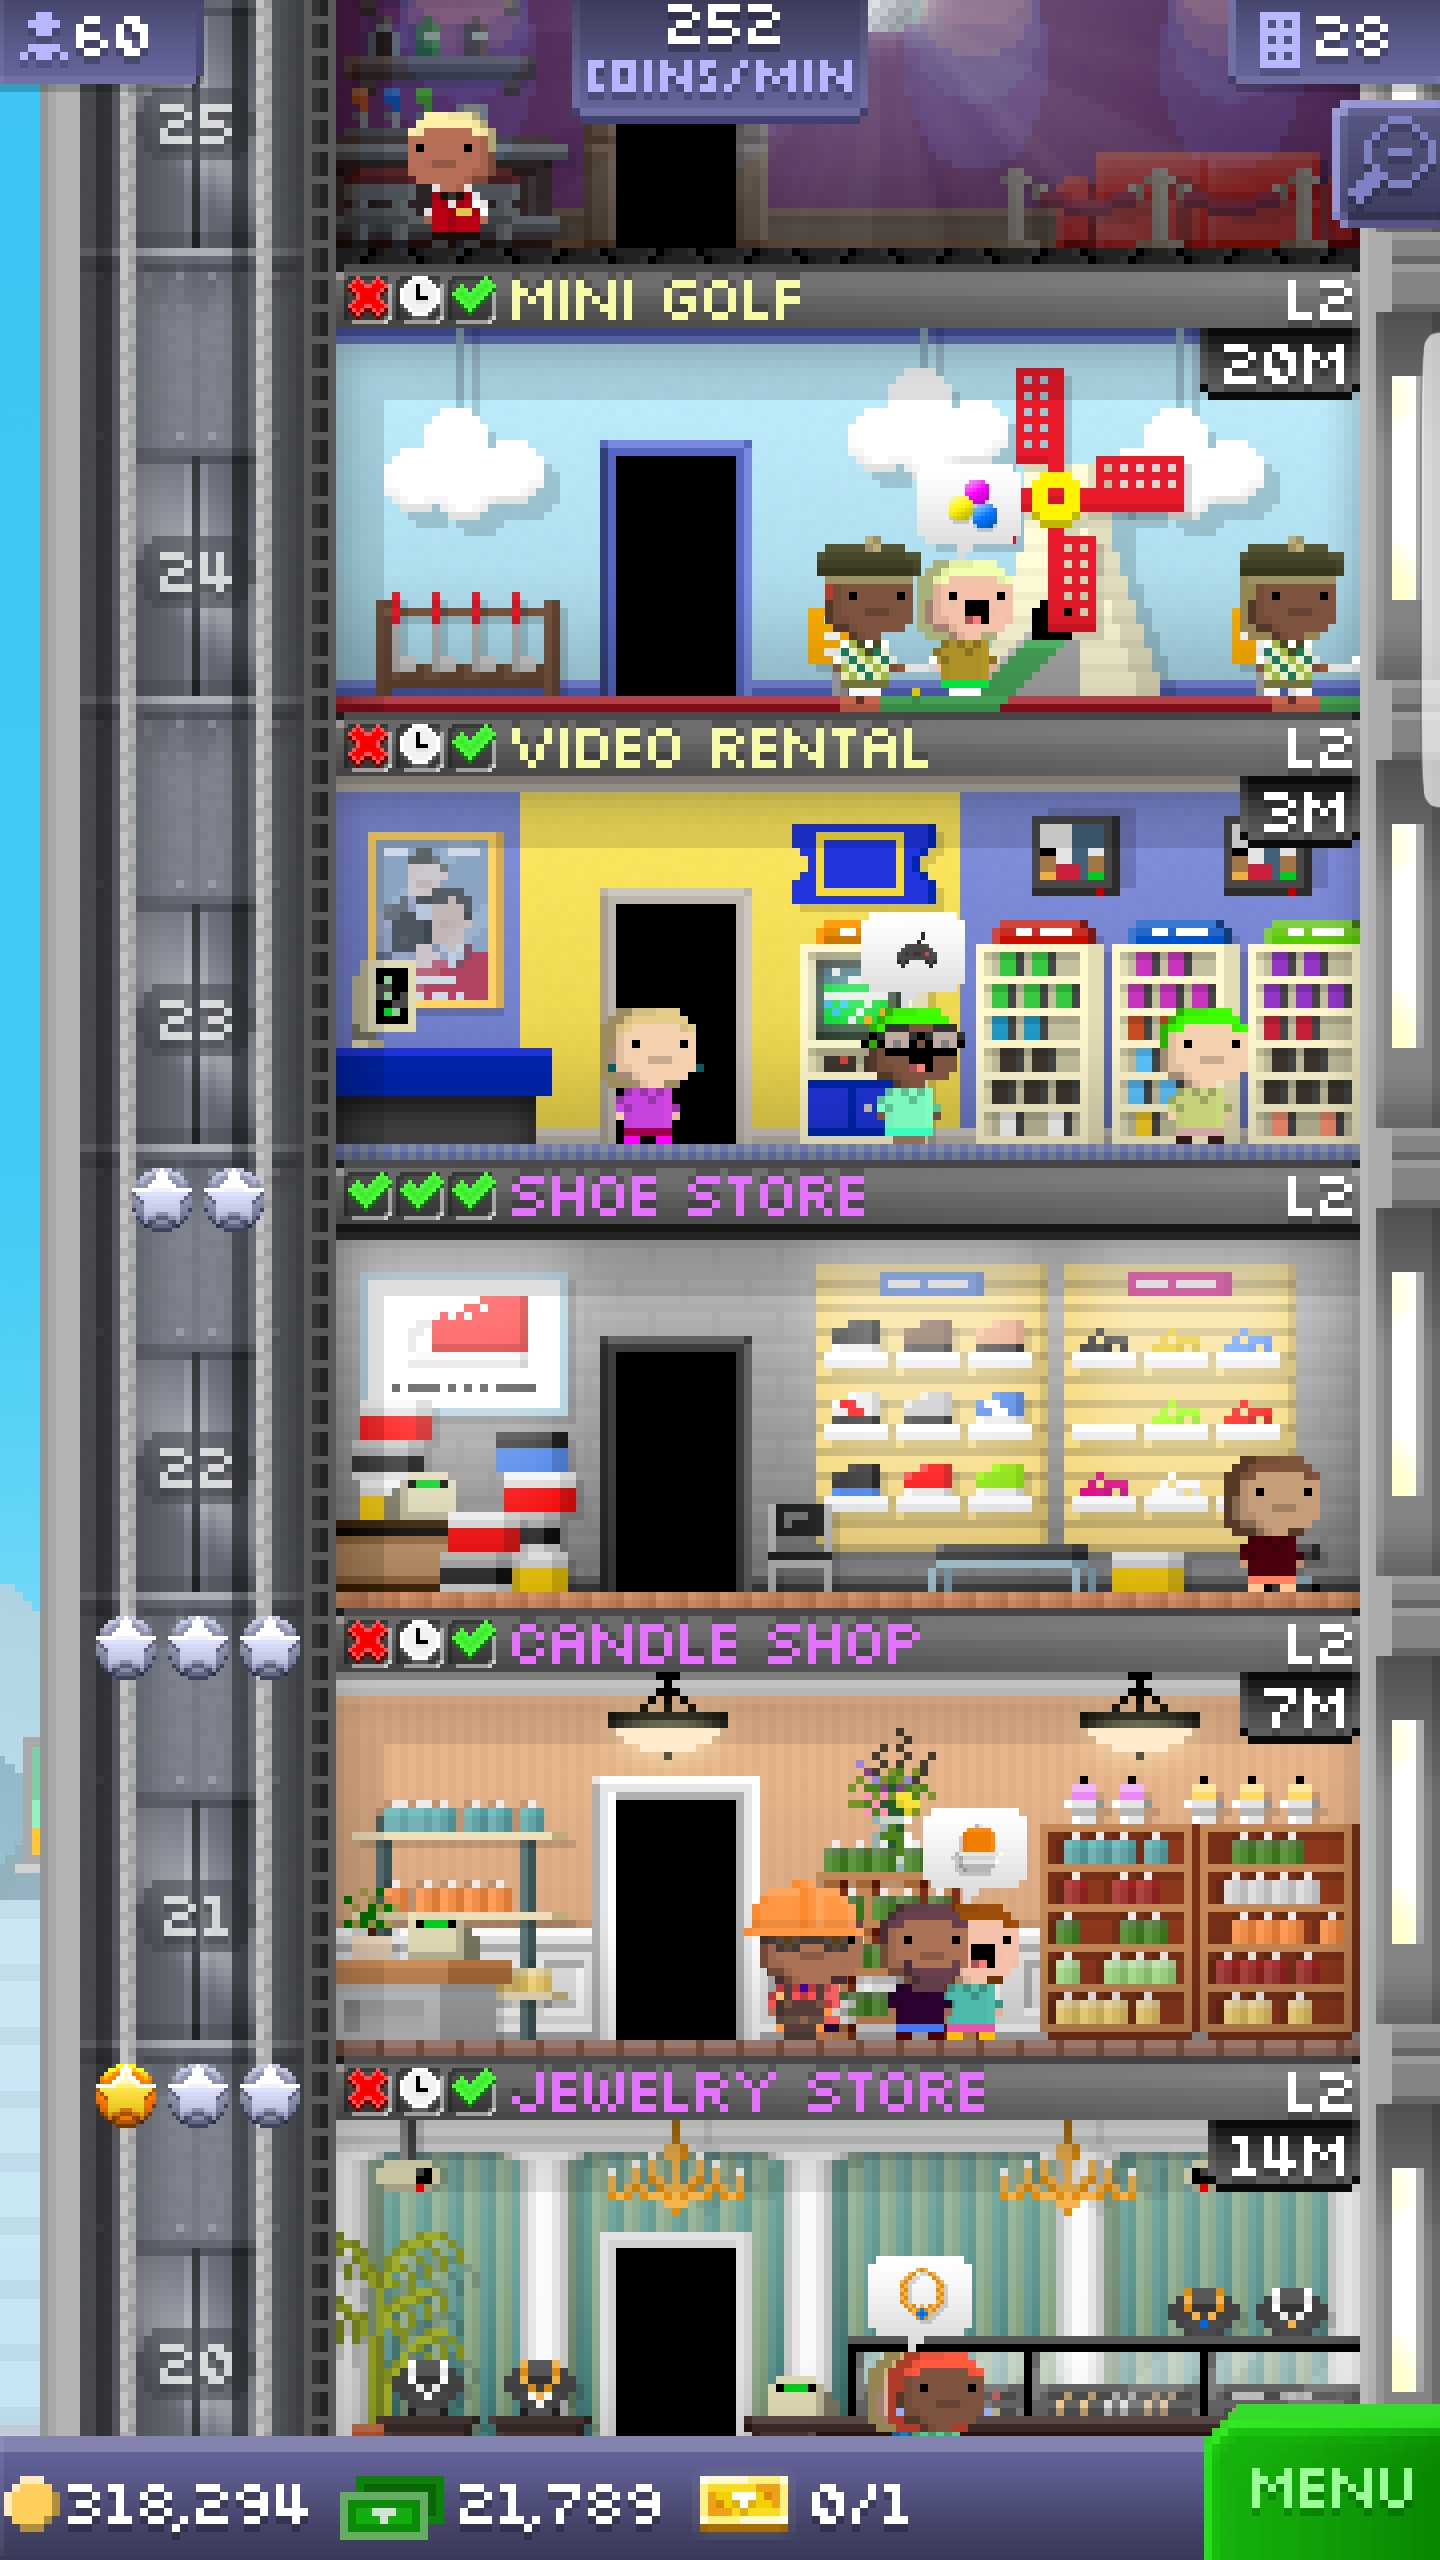 60
252
COINS/MIN
28
25
MINI GOLF L2
20M
24
VIDEO RENTAL L2
3M
23
SHOE STORE L2
22
CANDLE SHOP L2
7M
21
JEWELRY STORE L2
14M
20
318,294 21,789 0/1
MENU